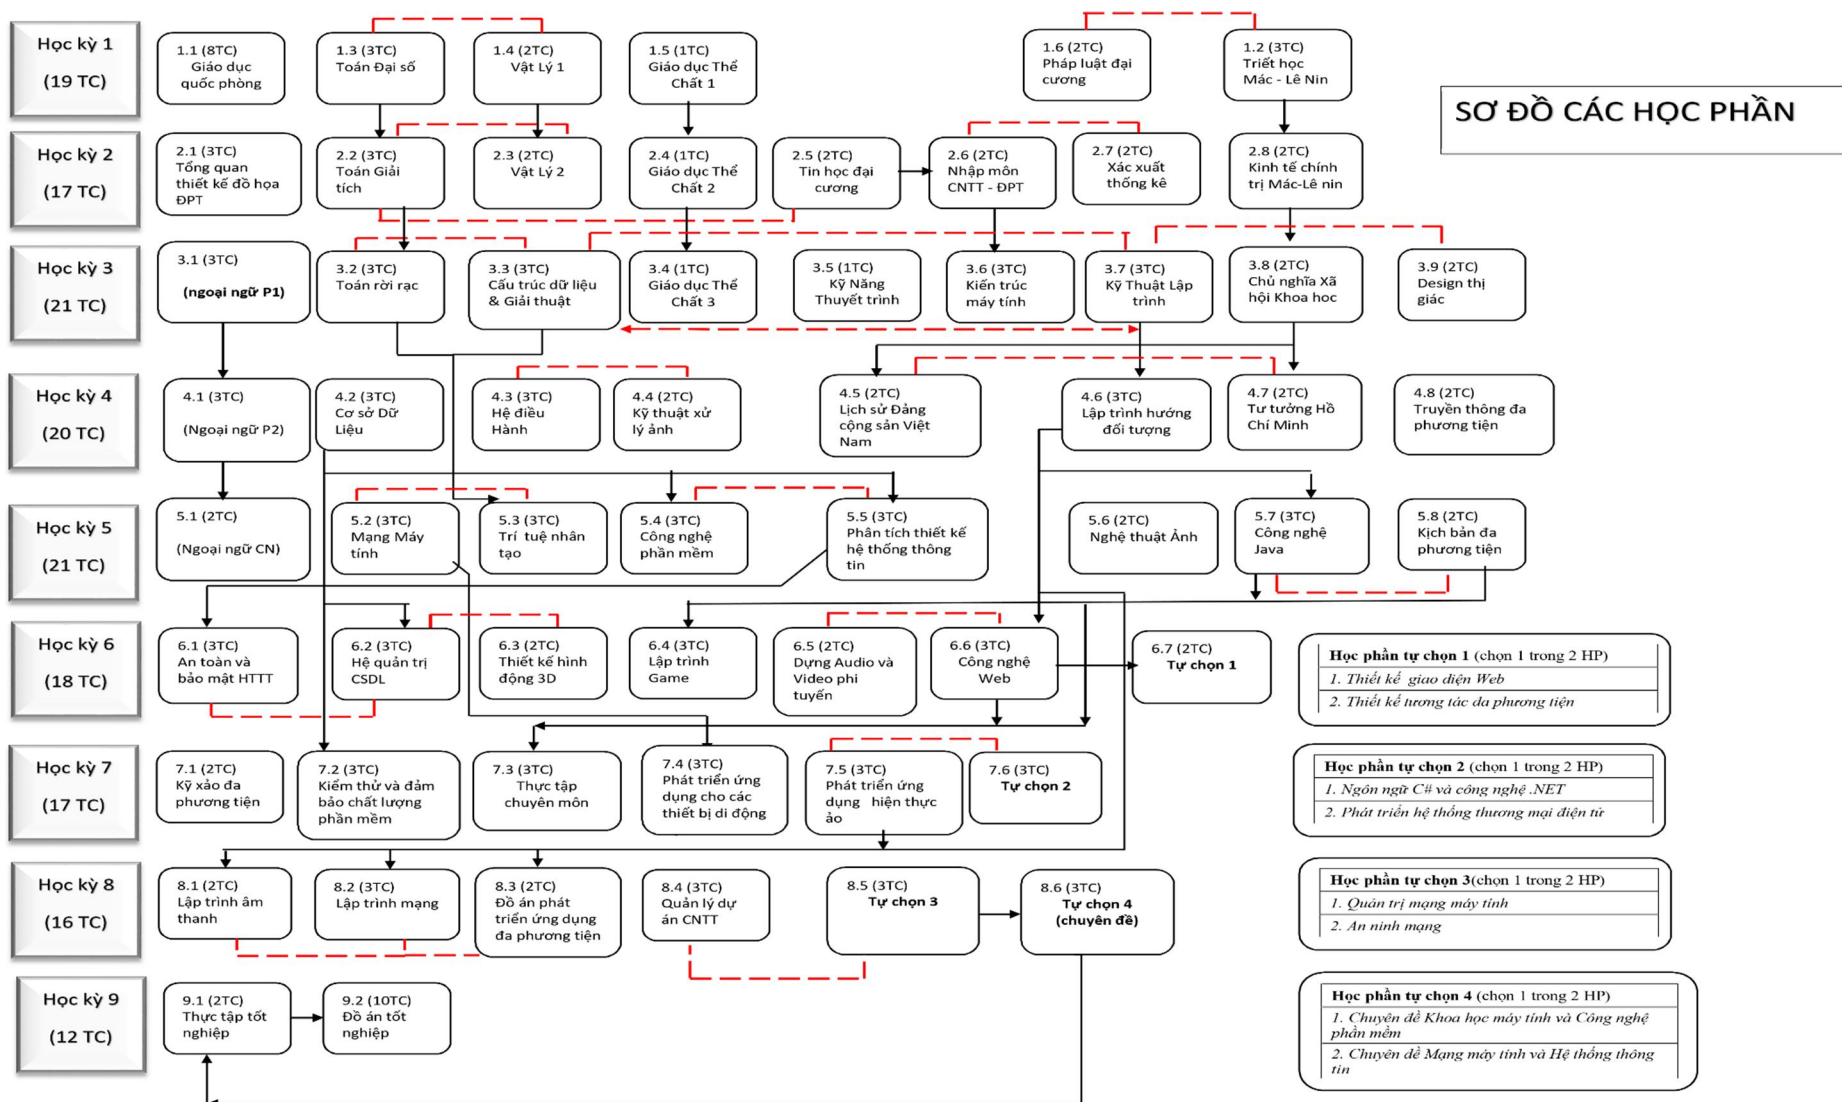 SƠ ĐỒ CÁC HỌC PHẦN
Học kỳ 1
(19 TC)
1.1 (8TC)
Giáo dục
quốc phòng
1.3 (3TC)
Toán Đại số
1.4 (2TC)
Vật Lý 1
1.5 (1TC)
Giáo dục Thể
Chất 1
1.6 (2TC)
Pháp luật đại
cương
1.2 (3TC)
Triết học
Mác - Lê Nin
Học kỳ 2
(17 TC)
2.1 (3TC)
Tổng quan
thiết kế đồ họa
ĐPT
2.2 (3TC)
Toán Giải
tích
2.3 (2TC)
Vật Lý 2
2.4 (1TC)
Giáo dục Thể
Chất 2
2.5 (2TC)
Tin học đại
cương
2.6 (2TC)
Nhập môn
CNTT - ĐPT
2.7 (2TC)
Xác xuất
thống kê
2.8 (2TC)
Kinh tế chính
trị Mác-Lê nin
Học kỳ 3
(21 TC)
3.1 (3TC)
(ngoại ngữ P1)
3.2 (3TC)
Toán rời rạc
3.3 (3TC)
Cấu trúc dữ liệu
& Giải thuật
3.4 (1TC)
Giáo dục Thể
Chất 3
3.5 (1TC)
Kỹ Năng
Thuyết trình
3.6 (3TC)
Kiến trúc
máy tính
3.7 (3TC)
Kỹ Thuật Lập
trình
3.8 (2TC)
Chủ nghĩa Xã
hội Khoa hoc
3.9 (2TC)
Design thị
giác
Học kỳ 4
(20 TC)
4.1 (3TC)
(Ngoại ngữ P2)
4.2 (3TC)
Cơ sở Dữ
Liệu
4.3 (3TC)
Hệ điều
Hành
4.4 (2TC)
Kỹ thuật xử
lý ảnh
4.5 (2TC)
Lịch sử Đảng
cộng sản Việt
Nam
4.6 (3TC)
Lập trình hướng
đối tượng
4.7 (2TC)
Tư tưởng Hồ
Chí Minh
4.8 (2TC)
Truyền thông đa
phương tiện
Học kỳ 5
(21 TC)
5.1 (2TC)
(Ngoại ngữ CN)
5.2 (3TC)
Mạng Máy
tính
5.3 (3TC)
Trí tuệ nhân
tạo
5.4 (3TC)
Công nghệ
phần mềm
5.5 (3TC)
Phân tích thiết kế
hệ thống thông
tin
5.6 (2TC)
Nghệ thuật Ảnh
5.7 (3TC)
Công nghệ
Java
5.8 (2TC)
Kịch bản đa
phương tiện
Học kỳ 6
(18 TC)
6.1 (3TC)
An toàn và
bảo mật HTTT
6.2 (3TC)
Hệ quản trị
CSDL
6.3 (2TC)
Thiết kế hình
động 3D
6.4 (3TC)
Lập trình
Game
6.5 (2TC)
Dựng Audio và
Video phi
tuyến
6.6 (3TC)
Công nghệ
Web
6.7 (2TC)
Tự chọn 1
Học phần tự chọn 1 (chọn 1 trong 2 HP)
1. Thiết kế giao diện Web
2. Thiết kế tương tác đa phương tiện
Học kỳ 7
(17 TC)
7.1 (2TC)
Kỹ xảo đa
phương tiện
7.2 (3TC)
Kiểm thử và đảm
bảo chất lượng
phần mềm
7.3 (3TC)
Thực tập
chuyên môn
7.4 (3TC)
Phát triển ứng
dụng cho các
thiết bị di động
7.5 (3TC)
Phát triển ứng
dụng hiện thực
ảo
7.6 (3TC)
Tự chọn 2
Học phần tự chọn 2 (chọn 1 trong 2 HP)
1. Ngôn ngữ C# và công nghệ .NET
2. Phát triển hệ thống thương mại điện tử
Học kỳ 8
(16 TC)
8.1 (2TC)
Lập trình âm
thanh
8.2 (3TC)
Lập trình mạng
8.3 (2TC)
Đồ án phát
triển ứng dụng
đa phương tiện
8.4 (3TC)
Quản lý dự
án CNTT
8.5 (3TC)
Tự chọn 3
8.6 (3TC)
Tự chọn 4
(chuyên đề)
Học phần tự chọn 3(chọn 1 trong 2 HP)
1. Quản trị mạng máy tính
2. An ninh mạng
Học kỳ 9
(12 TC)
9.1 (2TC)
Thực tập tốt
nghiệp
9.2 (10TC)
Đồ án tốt
nghiệp
Học phần tự chọn 4 (chọn 1 trong 2 HP)
1. Chuyên đề Khoa học máy tính và Công nghệ
phần mềm
2. Chuyên đề Mạng máy tính và Hệ thống thông
tin